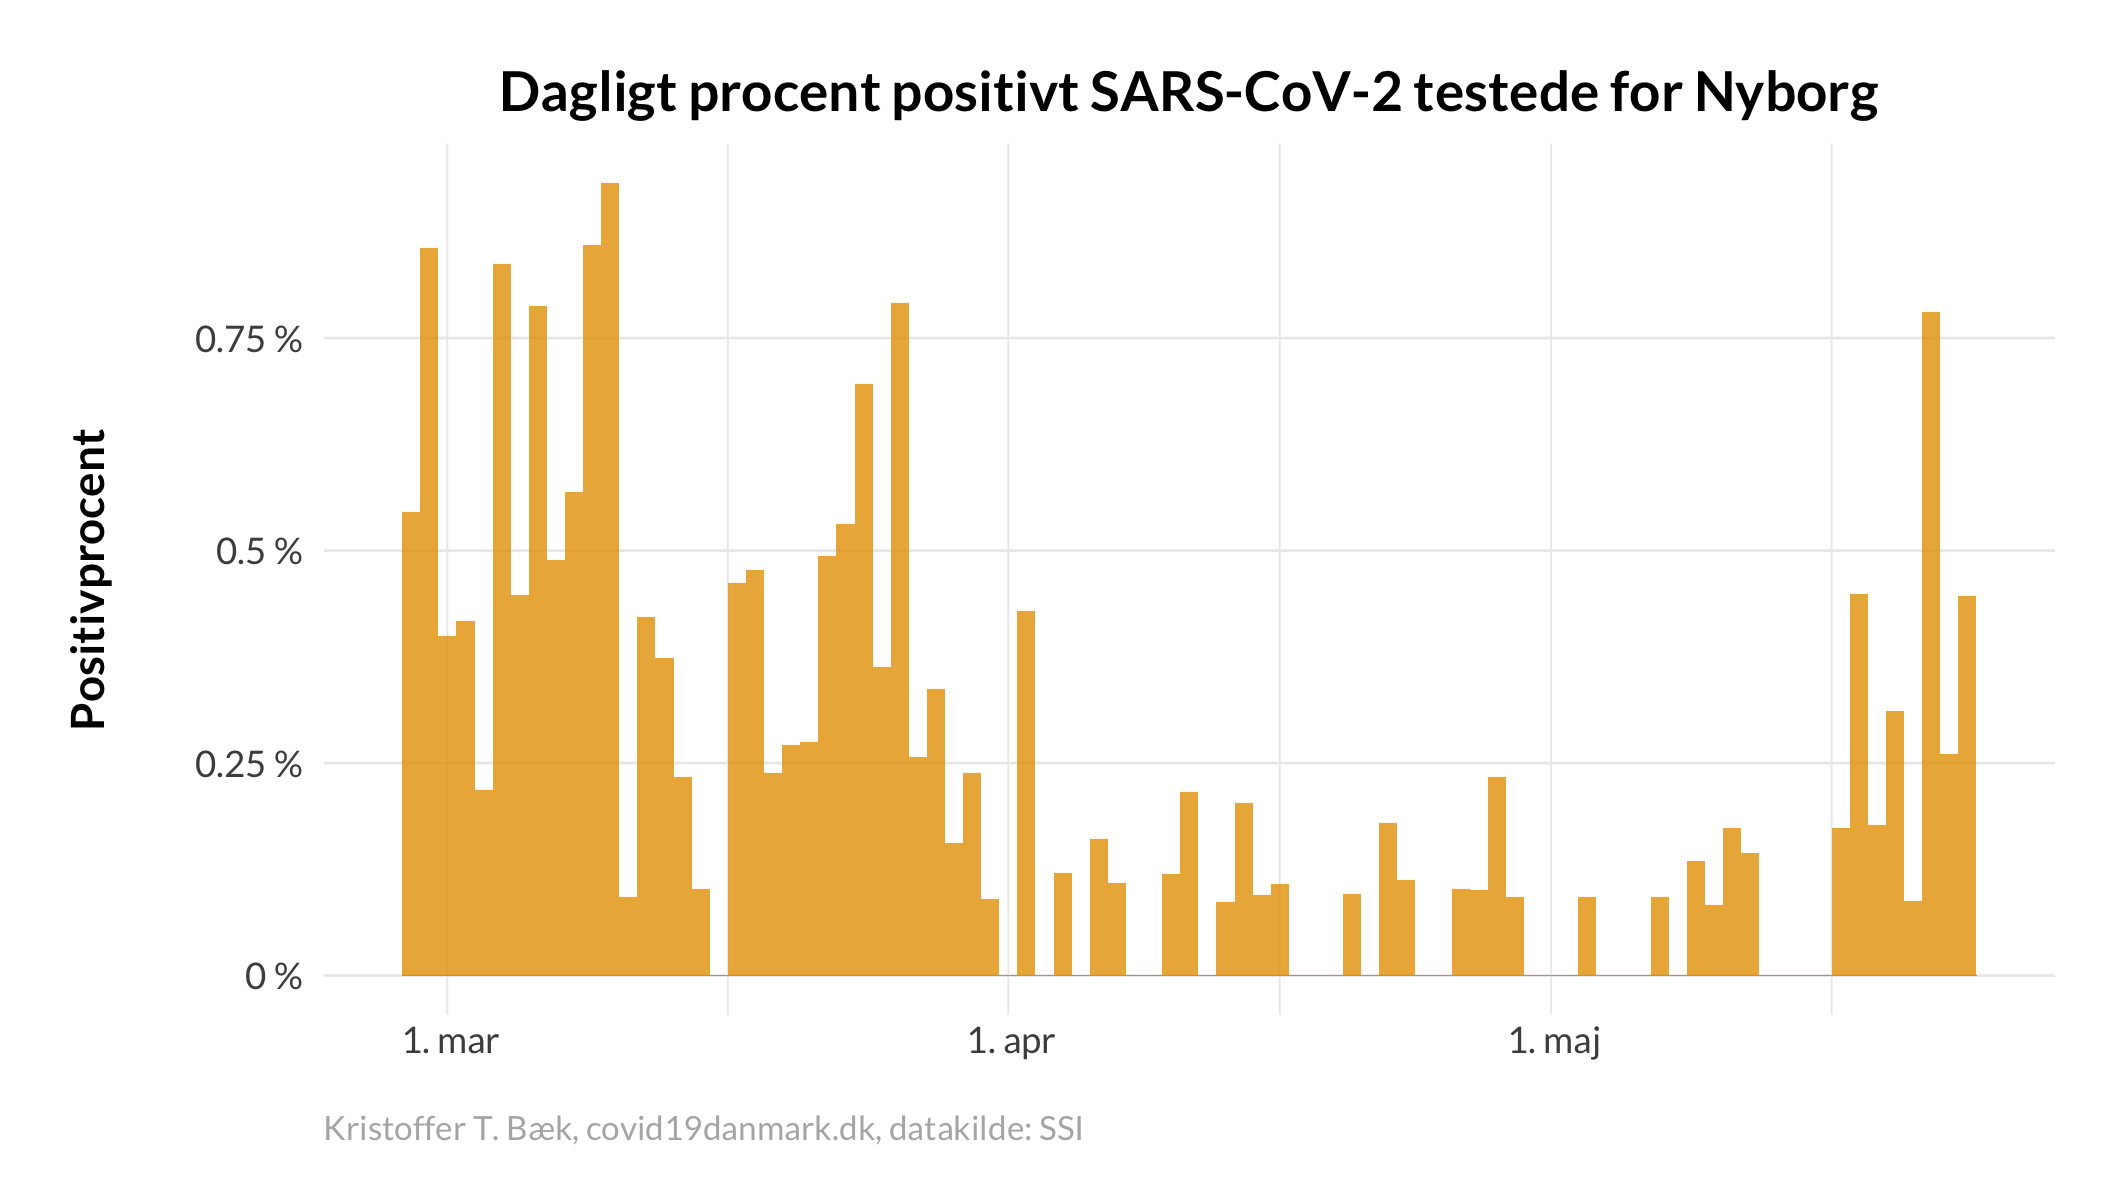 Dagligt procent positivt SARS-CoV-2 testede for Nyborg
Positivprocent
0.75 %
0.5 %
0.25 %
0 %
1. mar
1. apr
1. maj
Kristoffer T. Bæk, covid19danmark.dk, datakilde: SSI